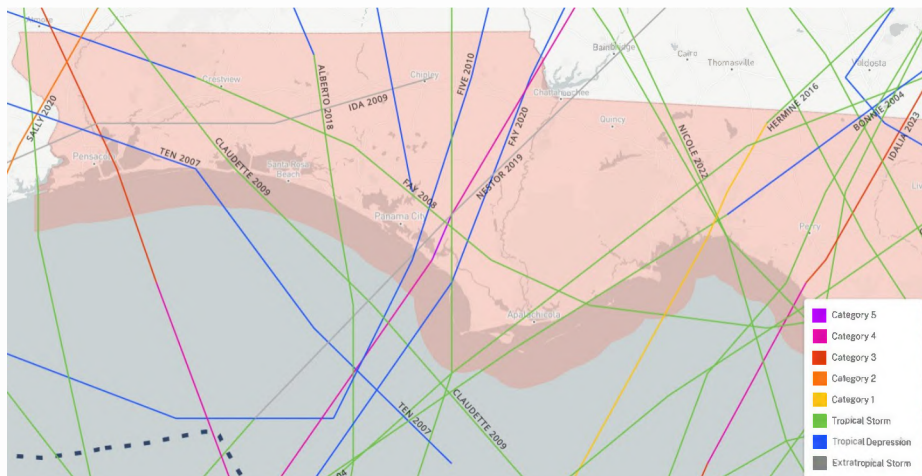 Atmore
Bainbridge
Cairo
Thomasville
Valdosta
Crestview
Chipley
Chattahoochee
Quincy
SALLY 2020
IDA 2009
ALBERTO 2018
FIVE 2010
FAY 2020
HERMINE 2016
BONNIE 2004
IDALIA 2023
NICOLE 2022
Pensaco
TEN 2007
CLAUDETTE 2009
Santa Rosa
Beach
FAY 2008
NESTOR 2019
Panama City
Perry
Apalachicola
TEN 2007
CLAUDETTE 2009
Category 5
Category 4
Category 3
Category 2
Category 1
Tropical Storm
Tropical Depression
Extratropical Storm